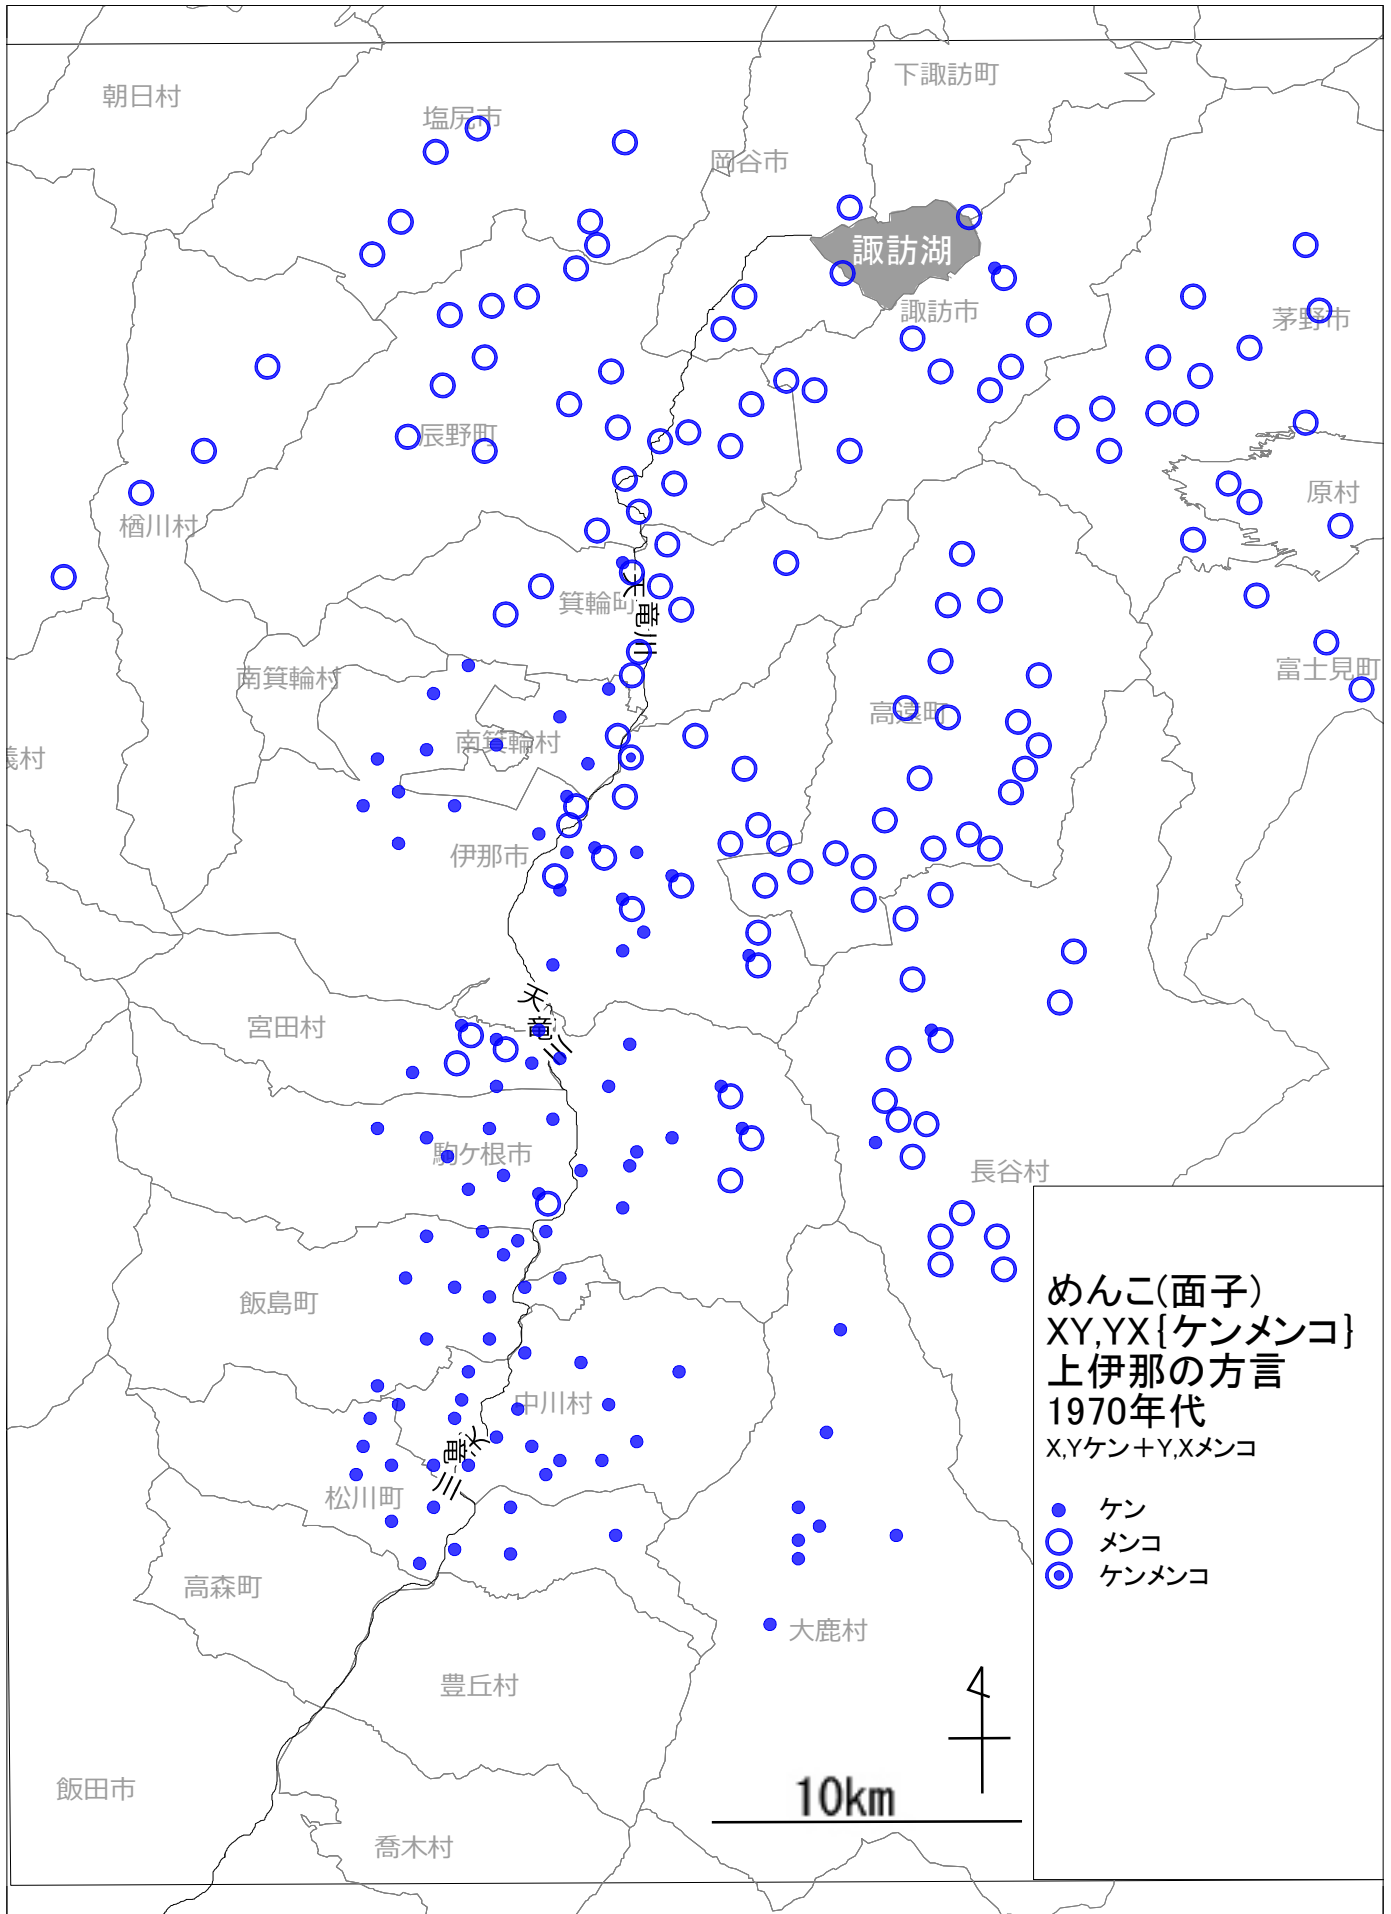 朝日村
塩尻市
下諏訪町
岡谷市
諏訪湖
諏訪市
茅野市
辰野町
原村
楢川村
箕輪町
天竜川
南箕輪村
富士見町
高遠町
南箕輪村
義村
伊那市
天竜川
宮田村
駒ケ根市
長谷村
飯島町
中川村
天竜川
松川町
高森町
大鹿村
豊丘村
飯田市
喬木村
めんこ(面子)
XY,YX{ケンメンコ}
上伊那の方言
1970年代
X,Yケン＋Y,Xメンコ
ケン
メンコ
ケンメンコ
10km